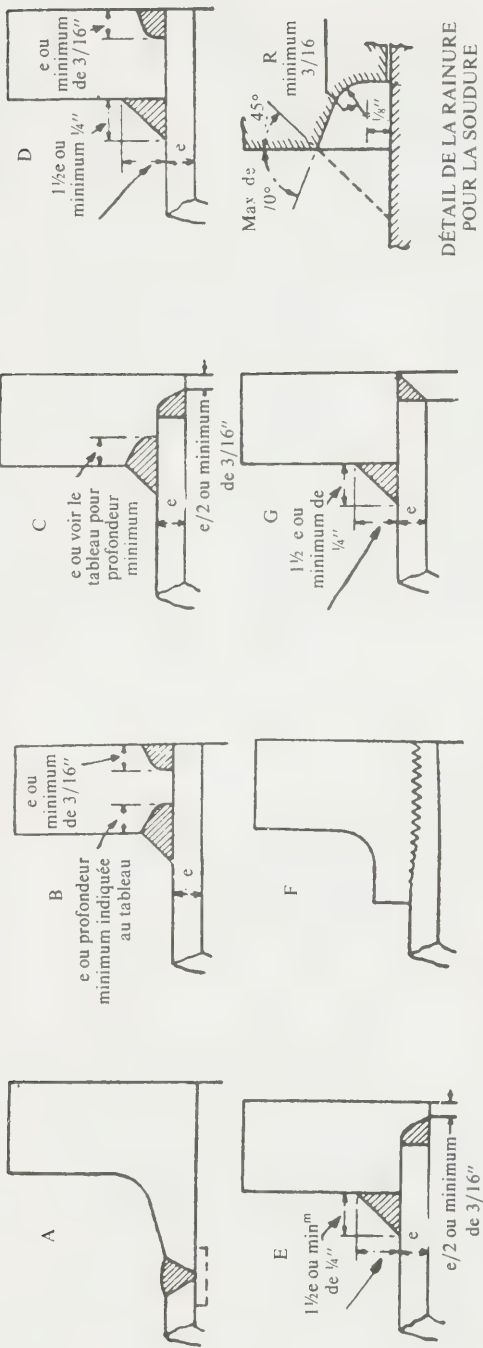 A
B
e ou profondeur
minimum indiquée
au tableau
e ou
minimum
de 3/16"
e
C
e ou voir le
tableau pour
profondeur
minimum
e
e/2 ou minimum
de 3/16"
D
1½e ou
minimum ¼"
e ou
minimum
de 3/16"
e
E
1½e ou minᵐ
de ¼"
e
e/2 ou minimum
de 3/16"
F
G
1½ e ou
minimum de
¼"
e
Max de
/0°
45°
R
minimum
3/16
⅛"
DÉTAIL DE LA RAINURE
POUR LA SOUDURE